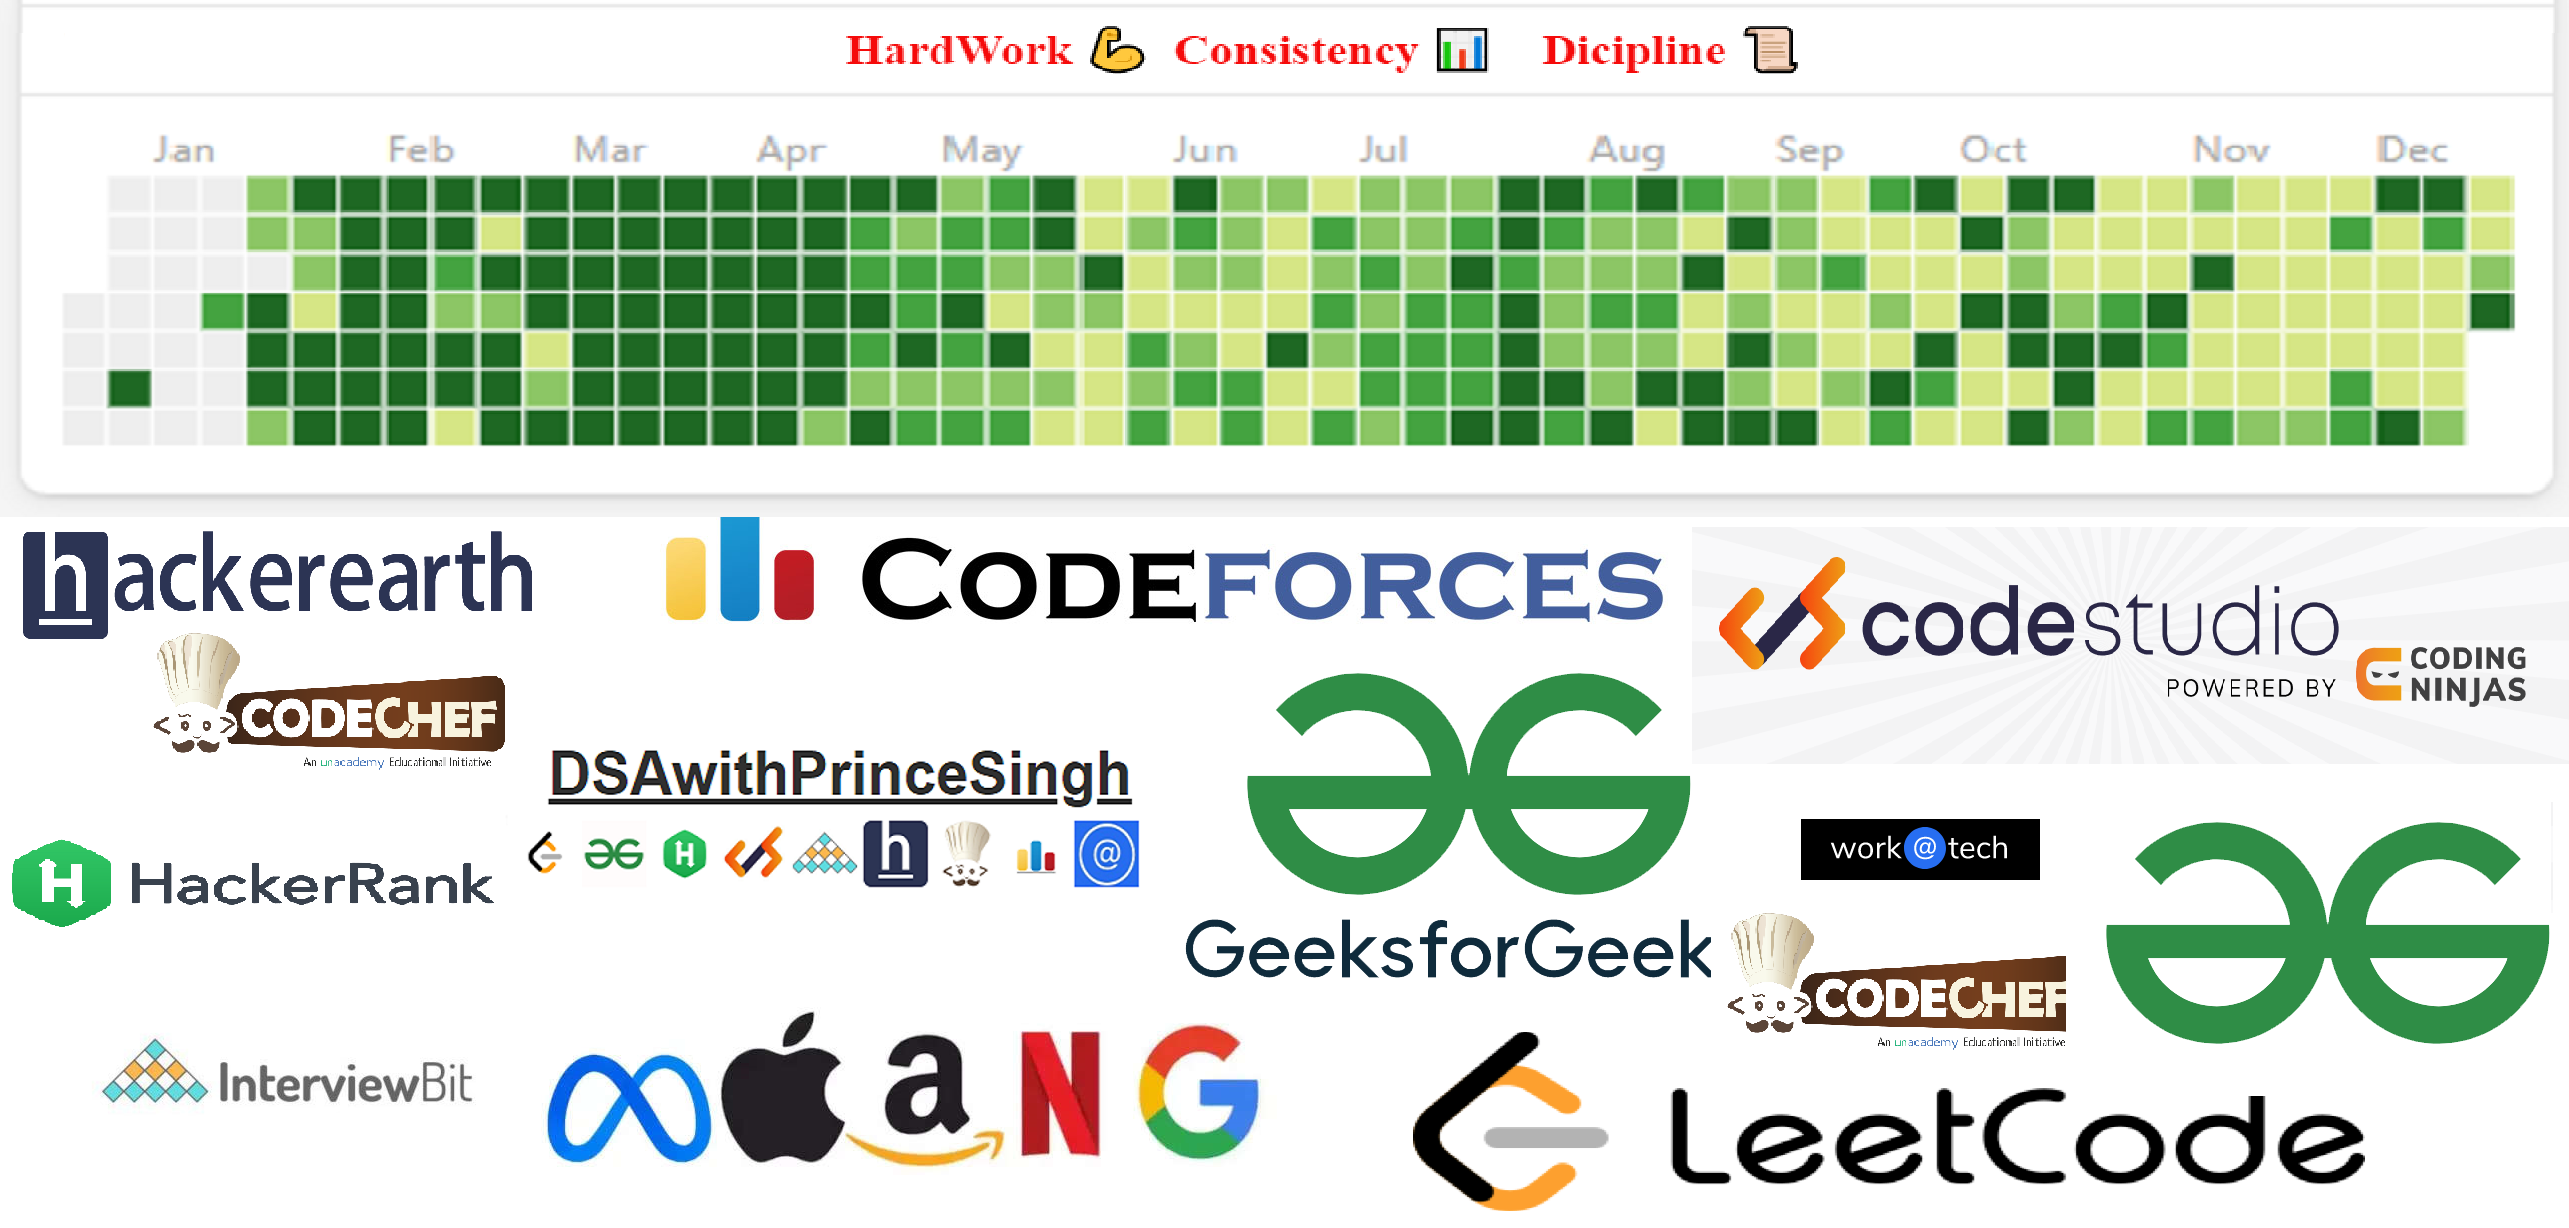 HardWork 💪 Consistency 📊 Dicipline 📜
Jan Feb Mar Apr May Jun Jul Aug Sep Oct Nov Dec
hackerearth
CODEFORCES
codestudio
POWERED BY CODING NINJAS
CODECHEF
An unacademy Educational Initiative
DSAwithPrinceSingh
h
@
HackerRank
GeeksforGeek
work@tech
CODECHEF
An unacademy Educational Initiative
InterviewBit
a N G
LeetCode